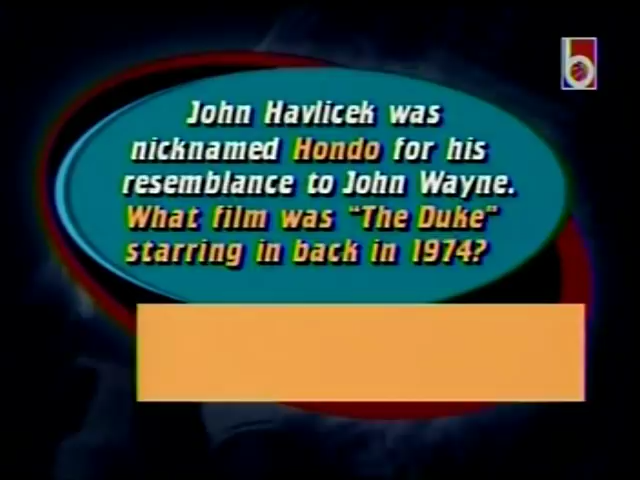 John Havlicek was
nicknamed Hondo for his
resemblance to John Wayne.
What film was "The Duke"
starring in back in 1974?
b